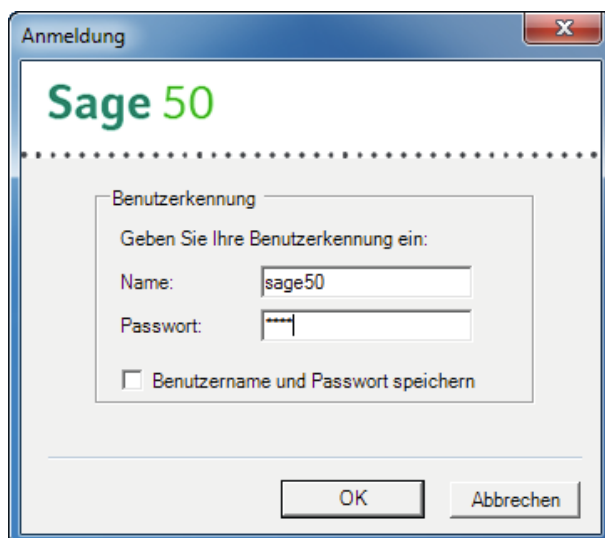 Anmeldung
Sage 50
Benutzerkennung
Geben Sie Ihre Benutzerkennung ein:
Name: sage50
Passwort: ****
Benutzername und Passwort speichern
OK Abbrechen